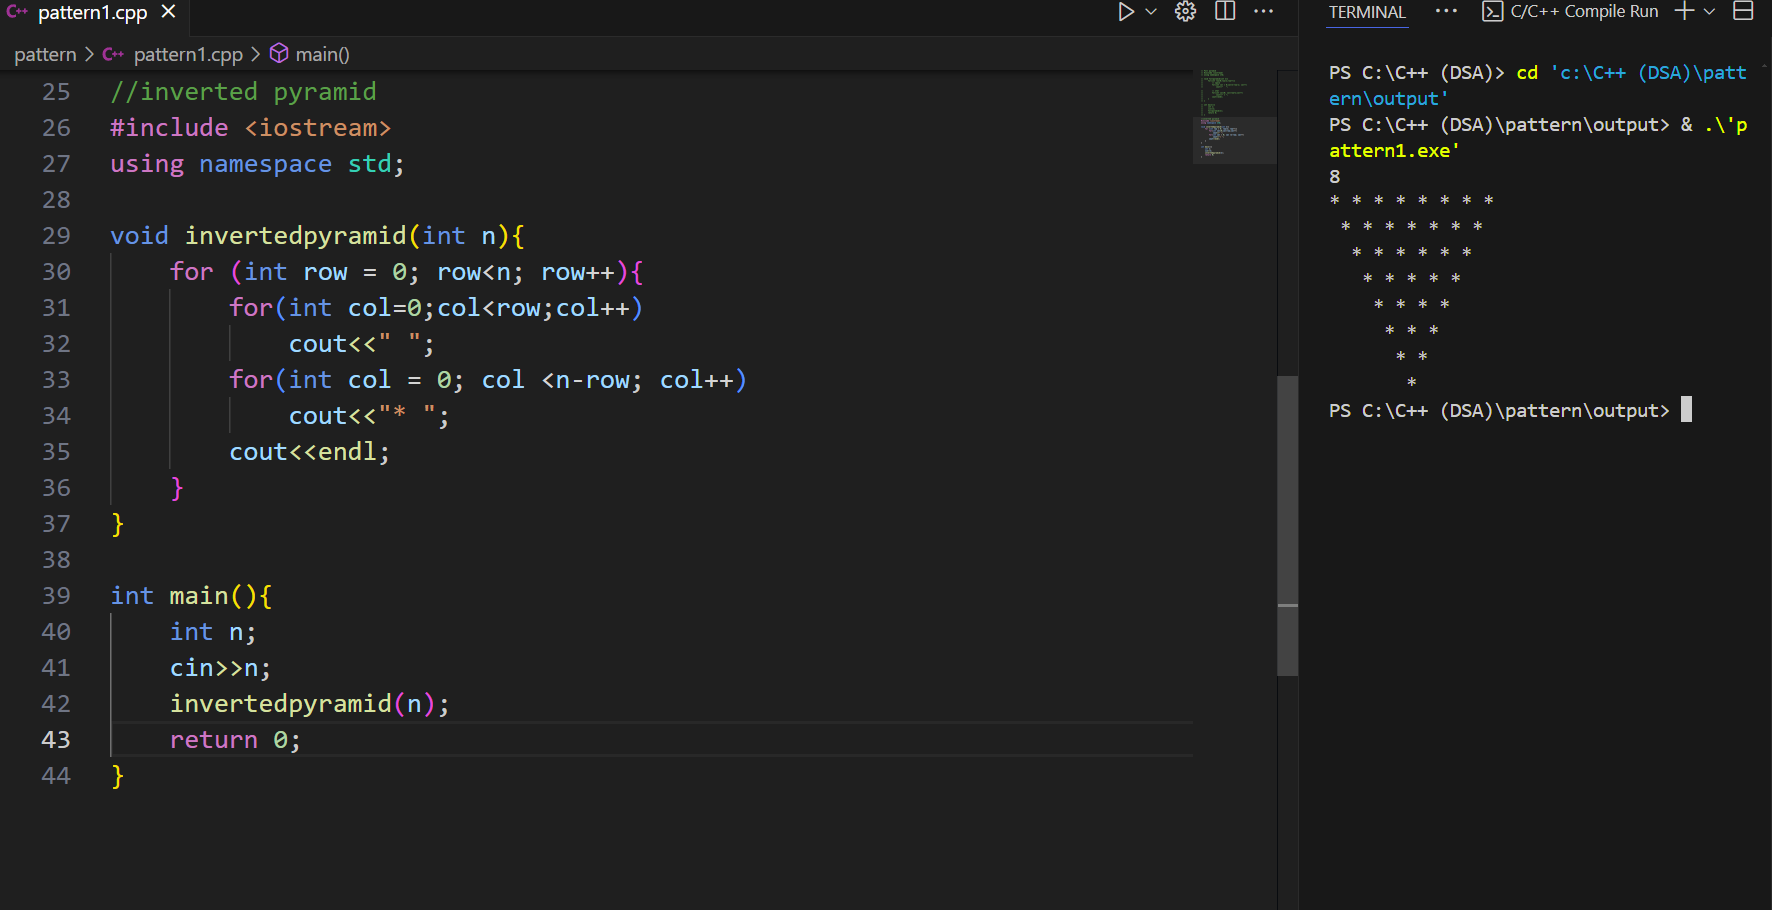 C++ pattern1.cpp ×
pattern > C++ pattern1.cpp > main()
25 //inverted pyramid
26 #include <iostream>
27 using namespace std;
28
29 void invertedpyramid(int n){
30     for (int row = 0; row<n; row++){
31         for(int col=0;col<row;col++)
32             cout<<" ";
33         for(int col = 0; col <n-row; col++)
34             cout<<"* ";
35         cout<<endl;
36     }
37 }
38
39 int main(){
40     int n;
41     cin>>n;
42     invertedpyramid(n);
43     return 0;
44 }
TERMINAL ··· C/C++ Compile Run
PS C:\C++ (DSA)> cd 'c:\C++ (DSA)\patt
ern\output'
PS C:\C++ (DSA)\pattern\output> & .\'p
attern1.exe'
8
* * * * * * * *
 * * * * * * *
  * * * * * *
   * * * * *
    * * * *
     * * *
      * *
       *
PS C:\C++ (DSA)\pattern\output>